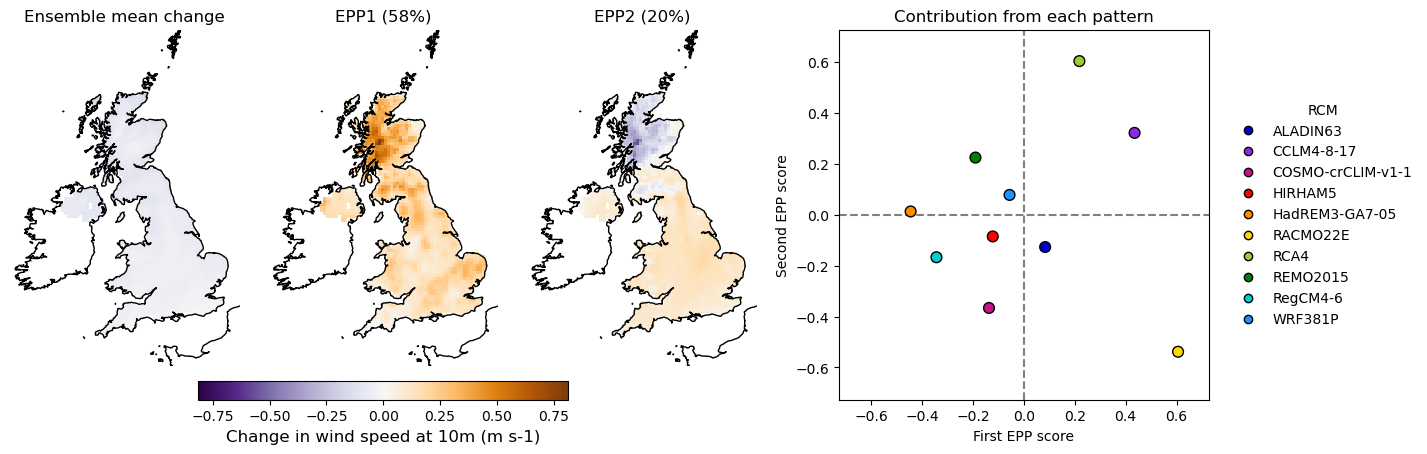 Ensemble mean change
EPP1 (58%)
EPP2 (20%)
−0.75 −0.50 −0.25 0.00 0.25 0.50 0.75
Change in wind speed at 10m (m s-1)
Contribution from each pattern
Second EPP score
0.6
0.4
0.2
0.0
−0.2
−0.4
−0.6
−0.6 −0.4 −0.2 0.0 0.2 0.4 0.6
First EPP score
RCM
ALADIN63
CCLM4-8-17
COSMO-crCLIM-v1-1
HIRHAM5
HadREM3-GA7-05
RACMO22E
RCA4
REMO2015
RegCM4-6
WRF381P